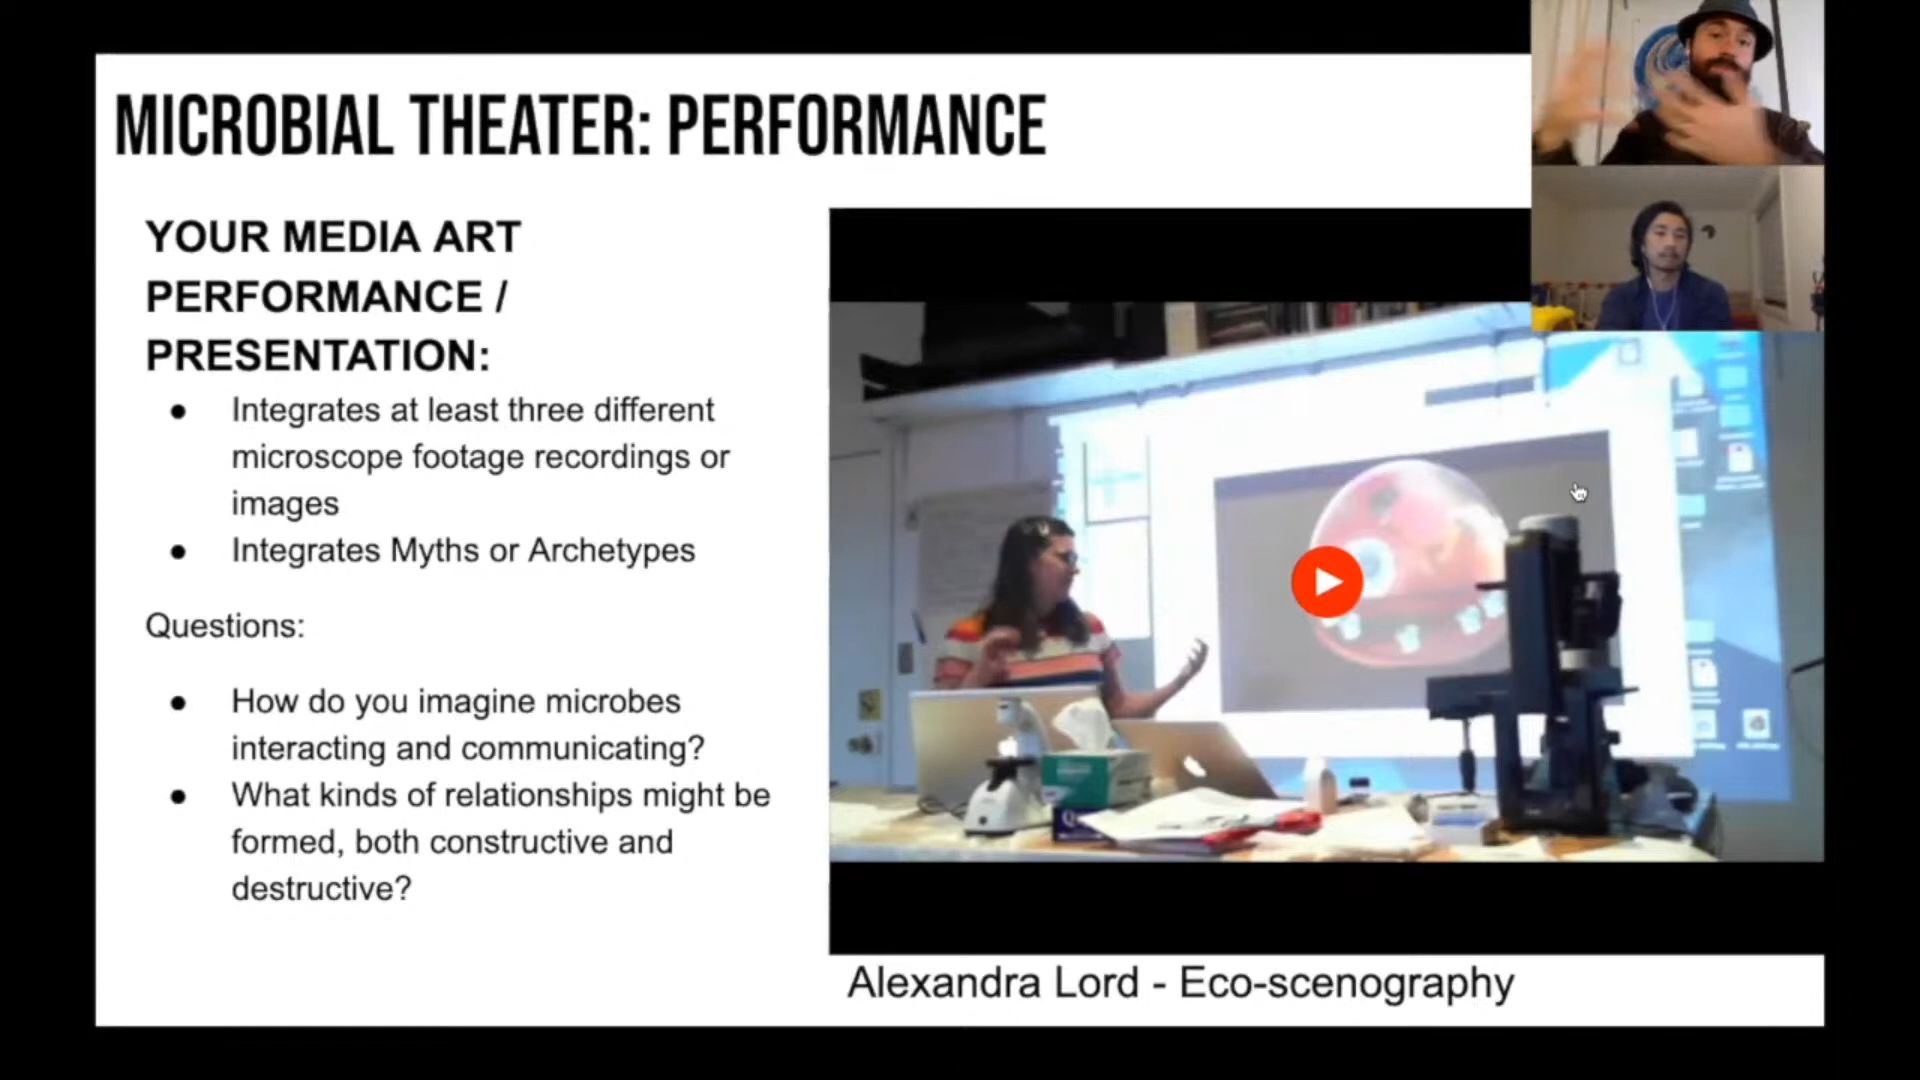 MICROBIAL THEATER: PERFORMANCE
YOUR MEDIA ART
PERFORMANCE /
PRESENTATION:
● Integrates at least three different
microscope footage recordings or
images
● Integrates Myths or Archetypes
Questions:
● How do you imagine microbes
interacting and communicating?
● What kinds of relationships might be
formed, both constructive and
destructive?
Alexandra Lord - Eco-scenography